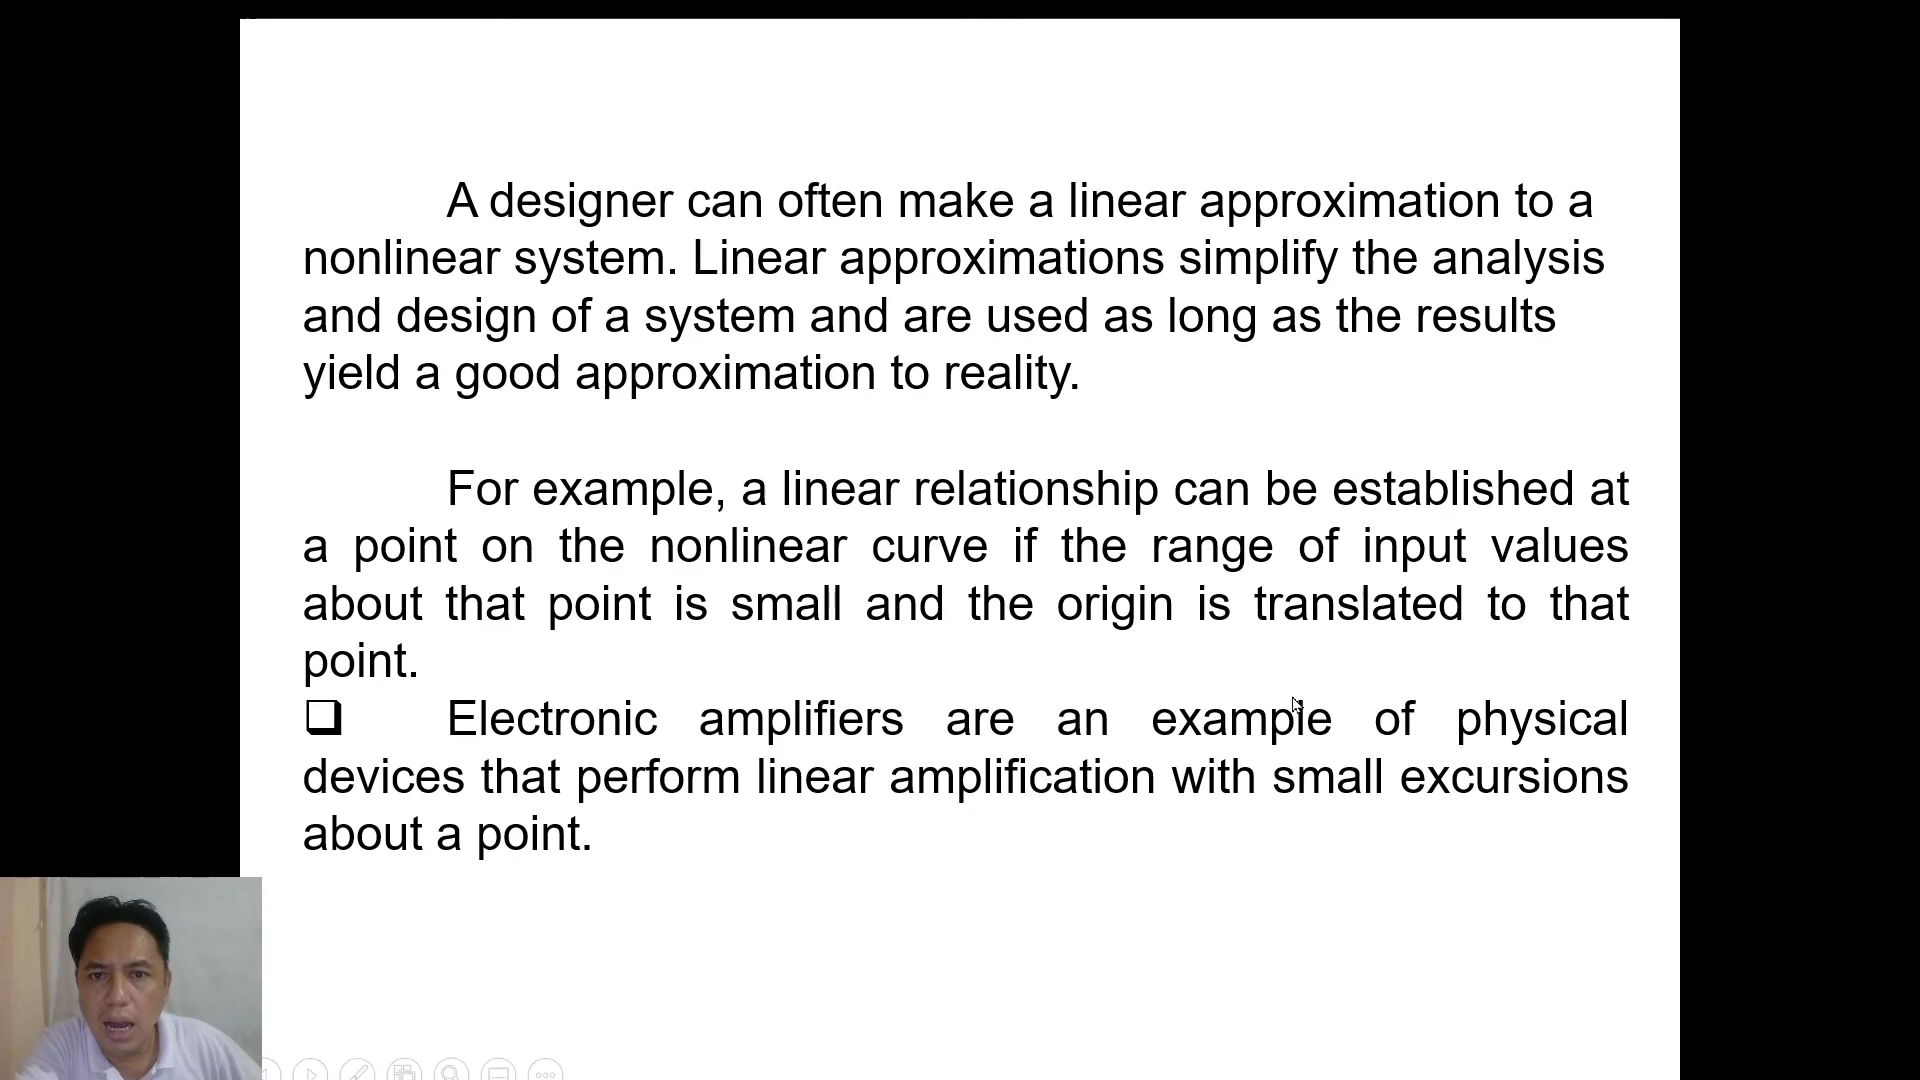 A designer can often make a linear approximation to a
nonlinear system. Linear approximations simplify the analysis
and design of a system and are used as long as the results
yield a good approximation to reality.
For example, a linear relationship can be established at
a point on the nonlinear curve if the range of input values
about that point is small and the origin is translated to that
point.
❑ Electronic amplifiers are an example of physical
devices that perform linear amplification with small excursions
about a point.